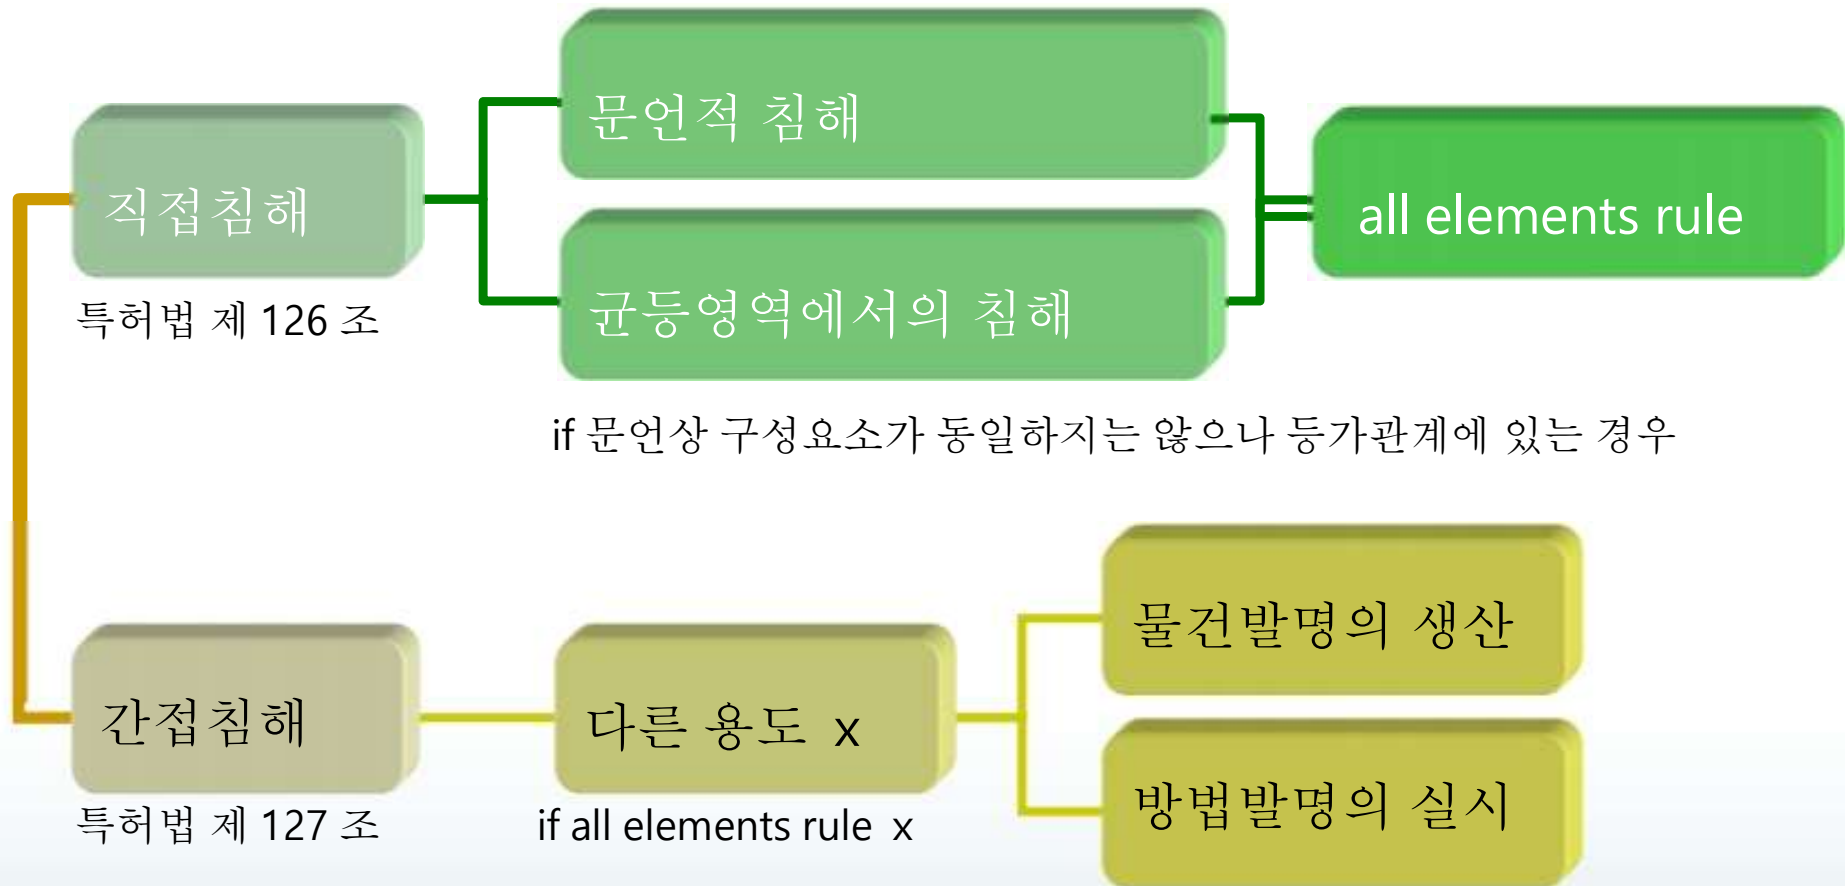 직접침해
특허법 제 126 조
문언적 침해
균등영역에서의 침해
all elements rule
if 문언상 구성요소가 동일하지는 않으나 등가관계에 있는 경우
간접침해
특허법 제 127 조
다른 용도 x
if all elements rule x
물건발명의 생산
방법발명의 실시